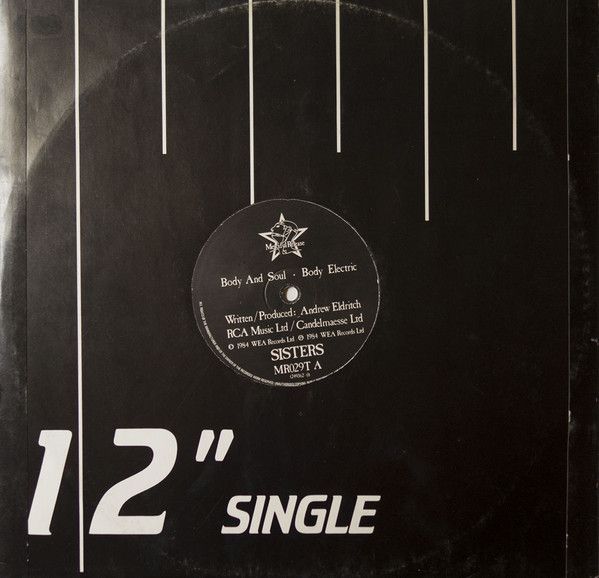 Merciful Release
Body And Soul · Body Electric
Written/Produced: Andrew Eldritch
RCA Music Ltd/Candelmaesse Ltd
© 1984 WEA Records Ltd ℗ 1984 WEA Records Ltd
SISTERS
MR029T A
12"
SINGLE